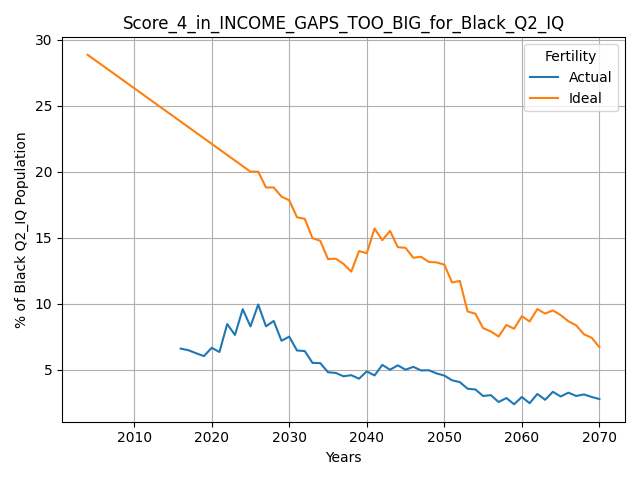 Score_4_in_INCOME_GAPS_TOO_BIG_for_Black_Q2_IQ
Fertility
Actual
Ideal
% of Black Q2_IQ Population
30
25
20
15
10
5
2010 2020 2030 2040 2050 2060 2070
Years